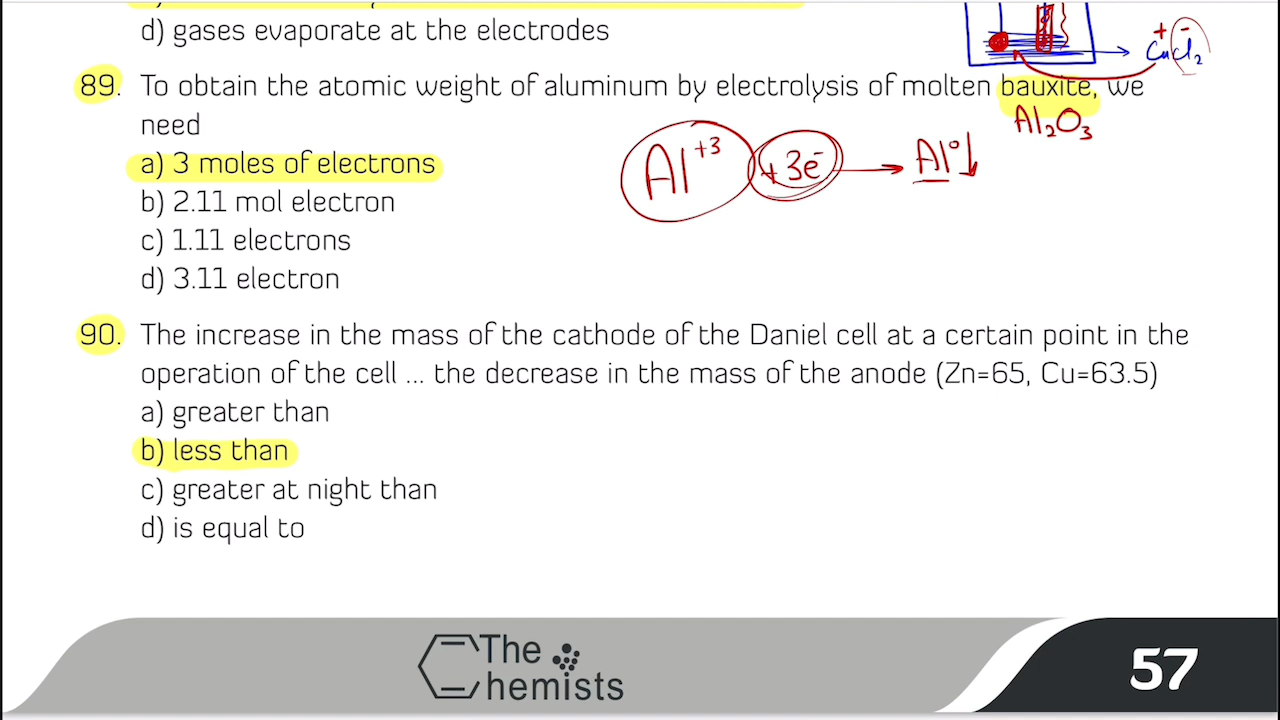 d) gases evaporate at the electrodes
+ -
CuCl2
89. To obtain the atomic weight of aluminum by electrolysis of molten bauxite, we
need
Al2O3
a) 3 moles of electrons
Al+3 +3e- → Al° ↓
b) 2.11 mol electron
c) 1.11 electrons
d) 3.11 electron
90. The increase in the mass of the cathode of the Daniel cell at a certain point in the
operation of the cell ... the decrease in the mass of the anode (Zn=65, Cu=63.5)
a) greater than
b) less than
c) greater at night than
d) is equal to
The
Chemists
57